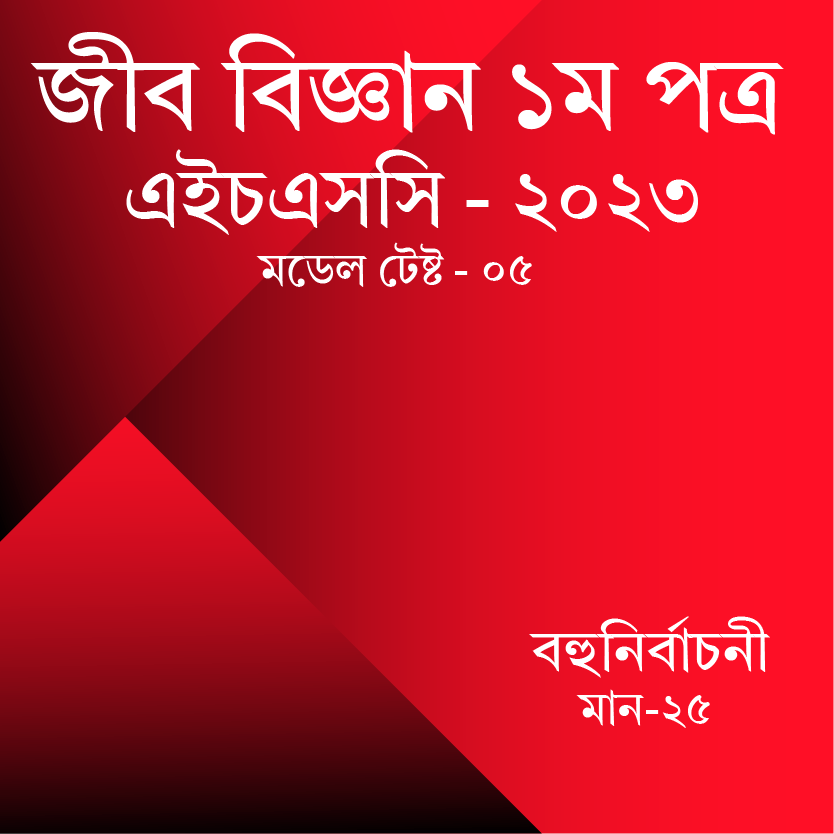 জীব বিজ্ঞান ১ম পত্র
এইচএসসি - ২০২৩
মডেল টেষ্ট - ০৫
বহুনির্বাচনী
মান-২৫